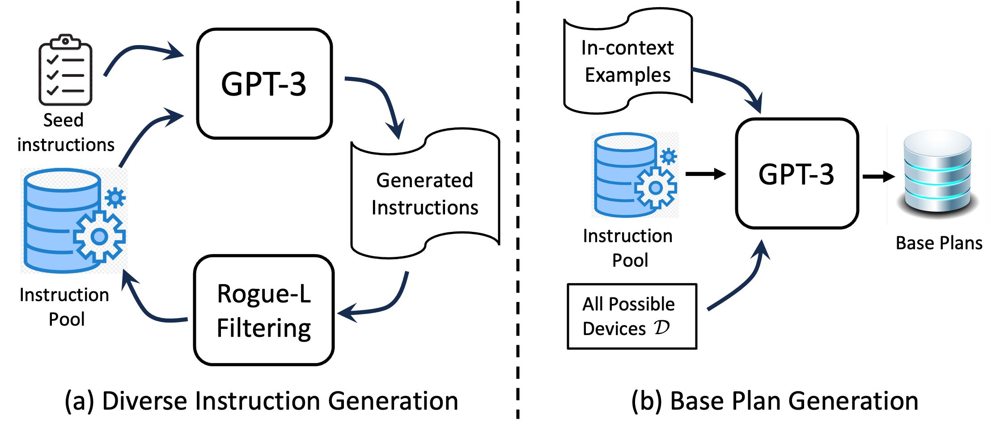 Seed
instructions
GPT-3
Generated
Instructions
Rogue-L
Filtering
Instruction
Pool
(a) Diverse Instruction Generation
In-context
Examples
Instruction
Pool
All Possible
Devices 𝒟
GPT-3
Base Plans
(b) Base Plan Generation